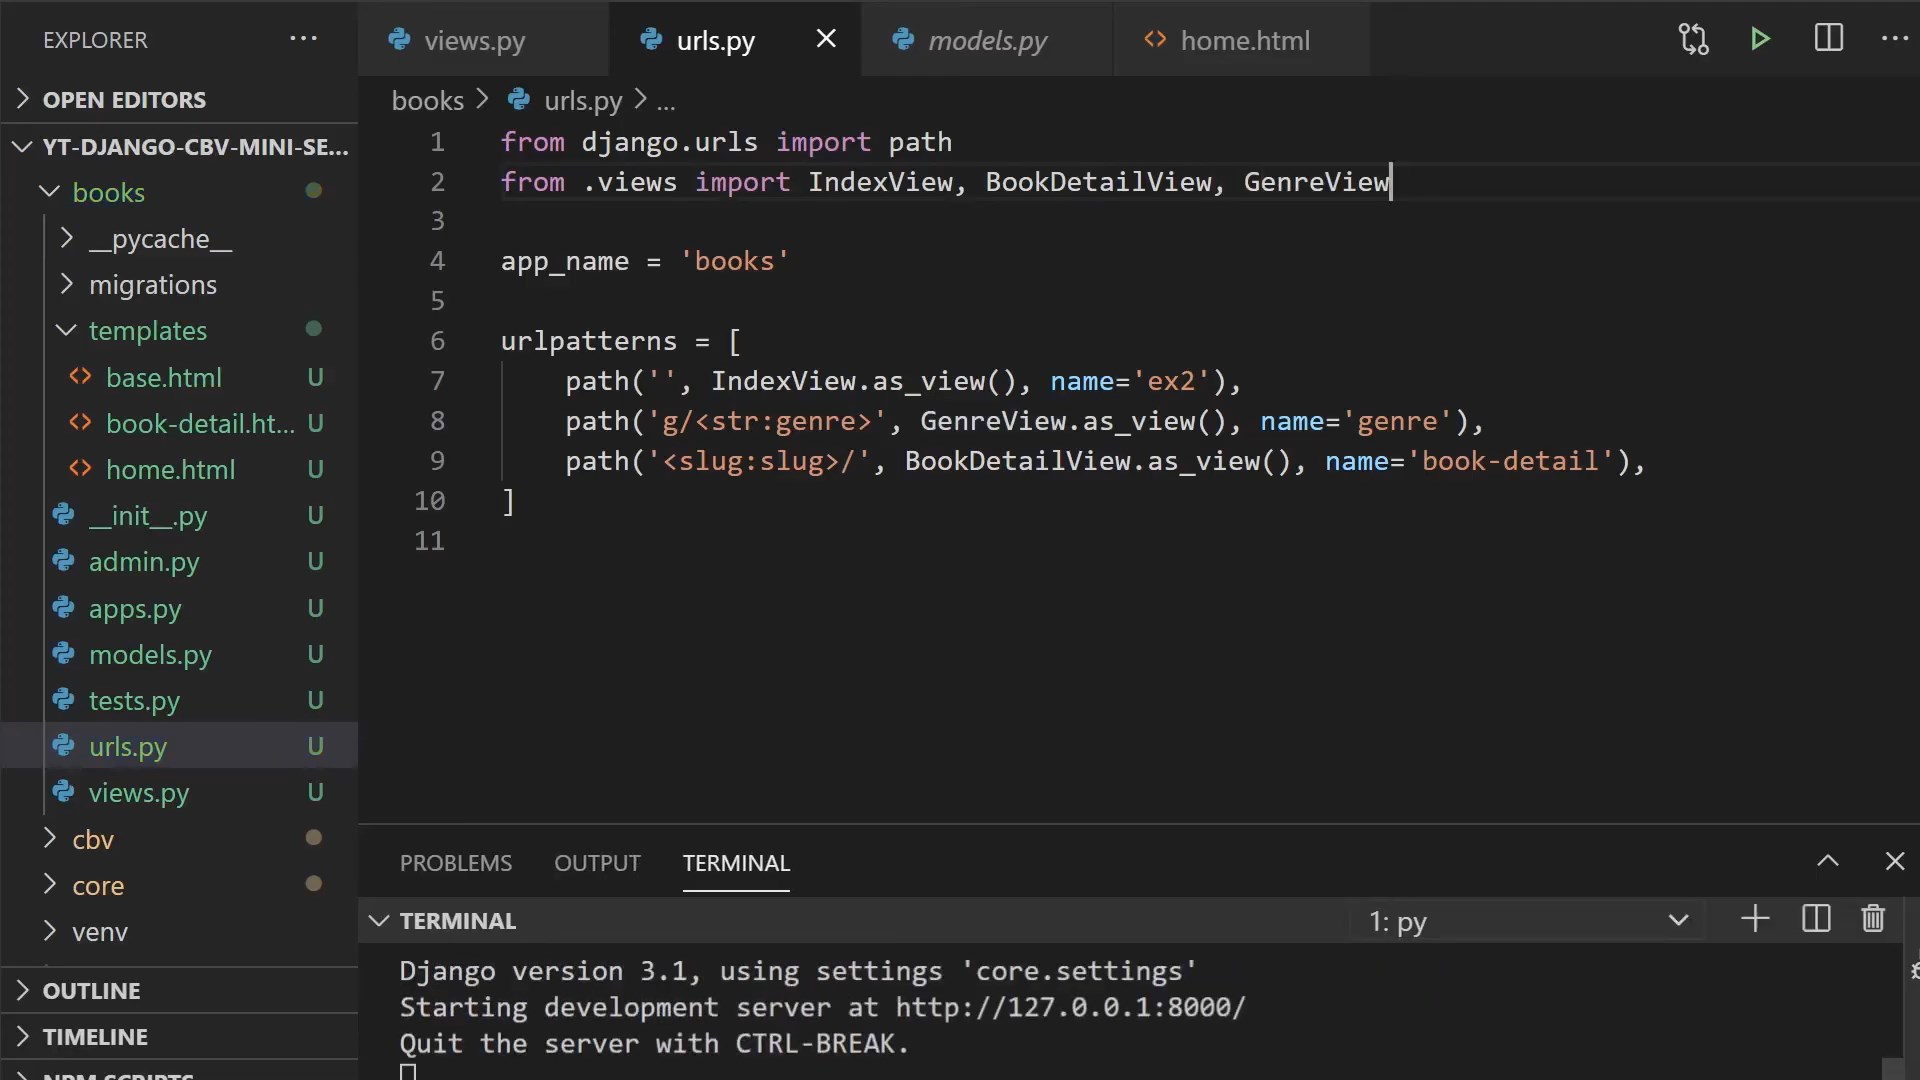 EXPLORER
OPEN EDITORS
YT-DJANGO-CBV-MINI-SE...
books
__pycache__
migrations
templates
base.html U
book-detail.ht... U
home.html U
__init__.py U
admin.py U
apps.py U
models.py U
tests.py U
urls.py U
views.py U
cbv
core
venv
OUTLINE
TIMELINE
NPM SCRIPTS
views.py urls.py models.py home.html
books > urls.py > ...
1 from django.urls import path
2 from .views import IndexView, BookDetailView, GenreView
3
4 app_name = 'books'
5
6 urlpatterns = [
7 path('', IndexView.as_view(), name='ex2'),
8 path('g/<str:genre>', GenreView.as_view(), name='genre'),
9 path('<slug:slug>/', BookDetailView.as_view(), name='book-detail'),
10 ]
11
PROBLEMS OUTPUT TERMINAL
TERMINAL 1: py
Django version 3.1, using settings 'core.settings'
Starting development server at http://127.0.0.1:8000/
Quit the server with CTRL-BREAK.